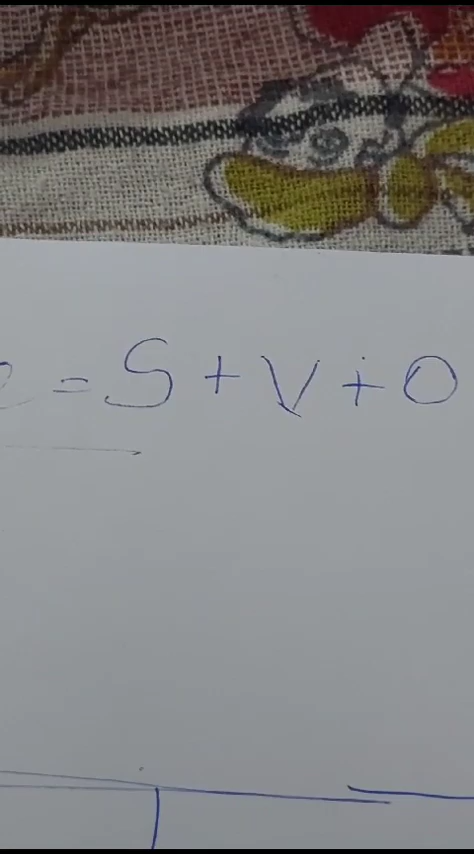 = S + V + O